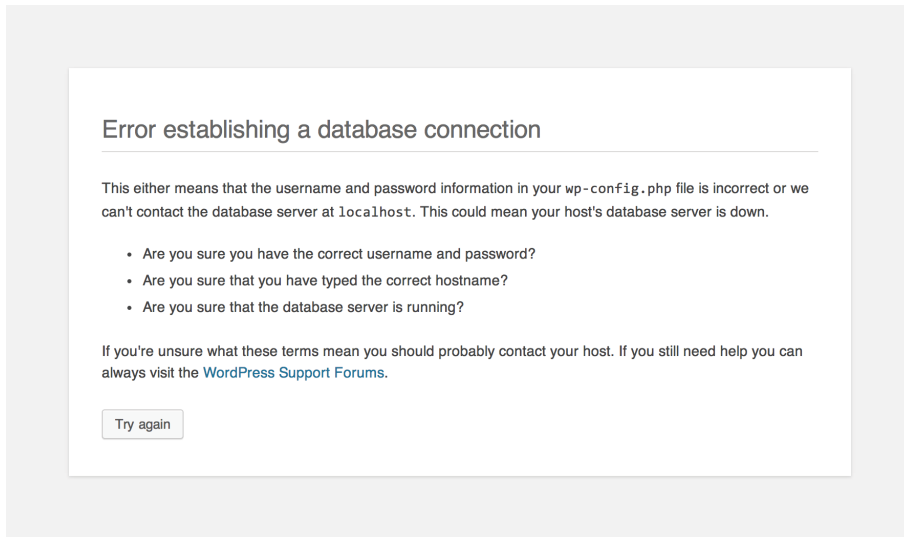 Error establishing a database connection
This either means that the username and password information in your wp-config.php file is incorrect or we
can't contact the database server at localhost. This could mean your host's database server is down.
• Are you sure you have the correct username and password?
• Are you sure that you have typed the correct hostname?
• Are you sure that the database server is running?
If you're unsure what these terms mean you should probably contact your host. If you still need help you can
always visit the WordPress Support Forums.
Try again